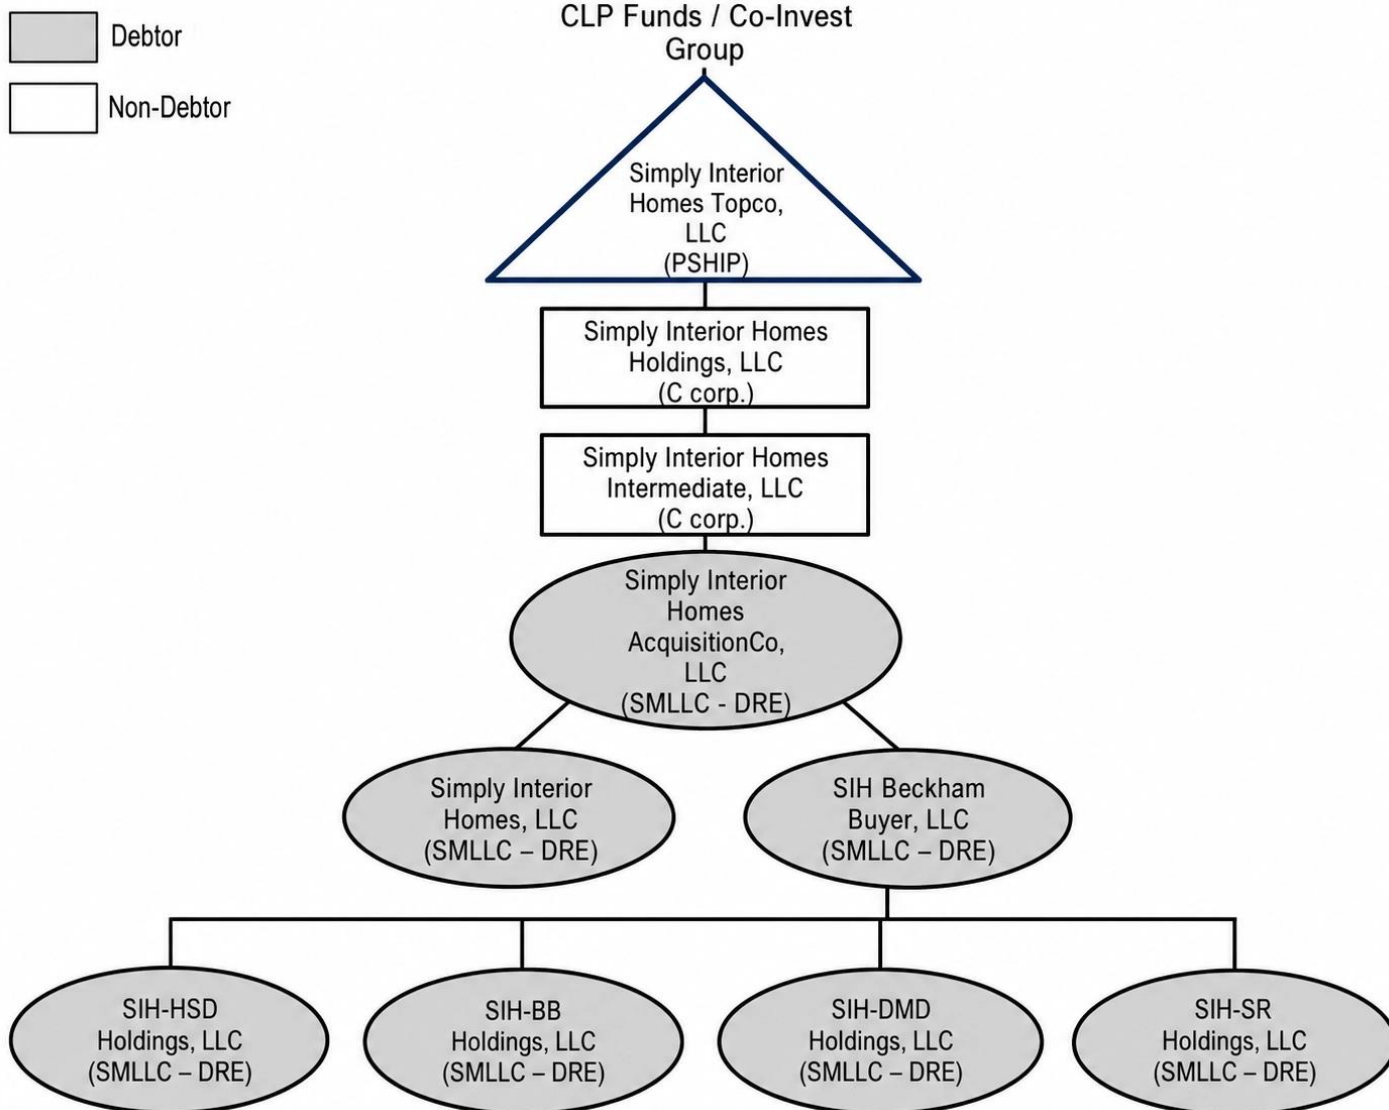 Debtor
Non-Debtor
CLP Funds / Co-Invest
Group
Simply Interior
Homes Topco,
LLC
(PSHIP)
Simply Interior Homes
Holdings, LLC
(C corp.)
Simply Interior Homes
Intermediate, LLC
(C corp.)
Simply Interior
Homes
AcquisitionCo,
LLC
(SMLLC - DRE)
Simply Interior
Homes, LLC
(SMLLC – DRE)
SIH Beckham
Buyer, LLC
(SMLLC – DRE)
SIH-HSD
Holdings, LLC
(SMLLC – DRE)
SIH-BB
Holdings, LLC
(SMLLC – DRE)
SIH-DMD
Holdings, LLC
(SMLLC – DRE)
SIH-SR
Holdings, LLC
(SMLLC – DRE)